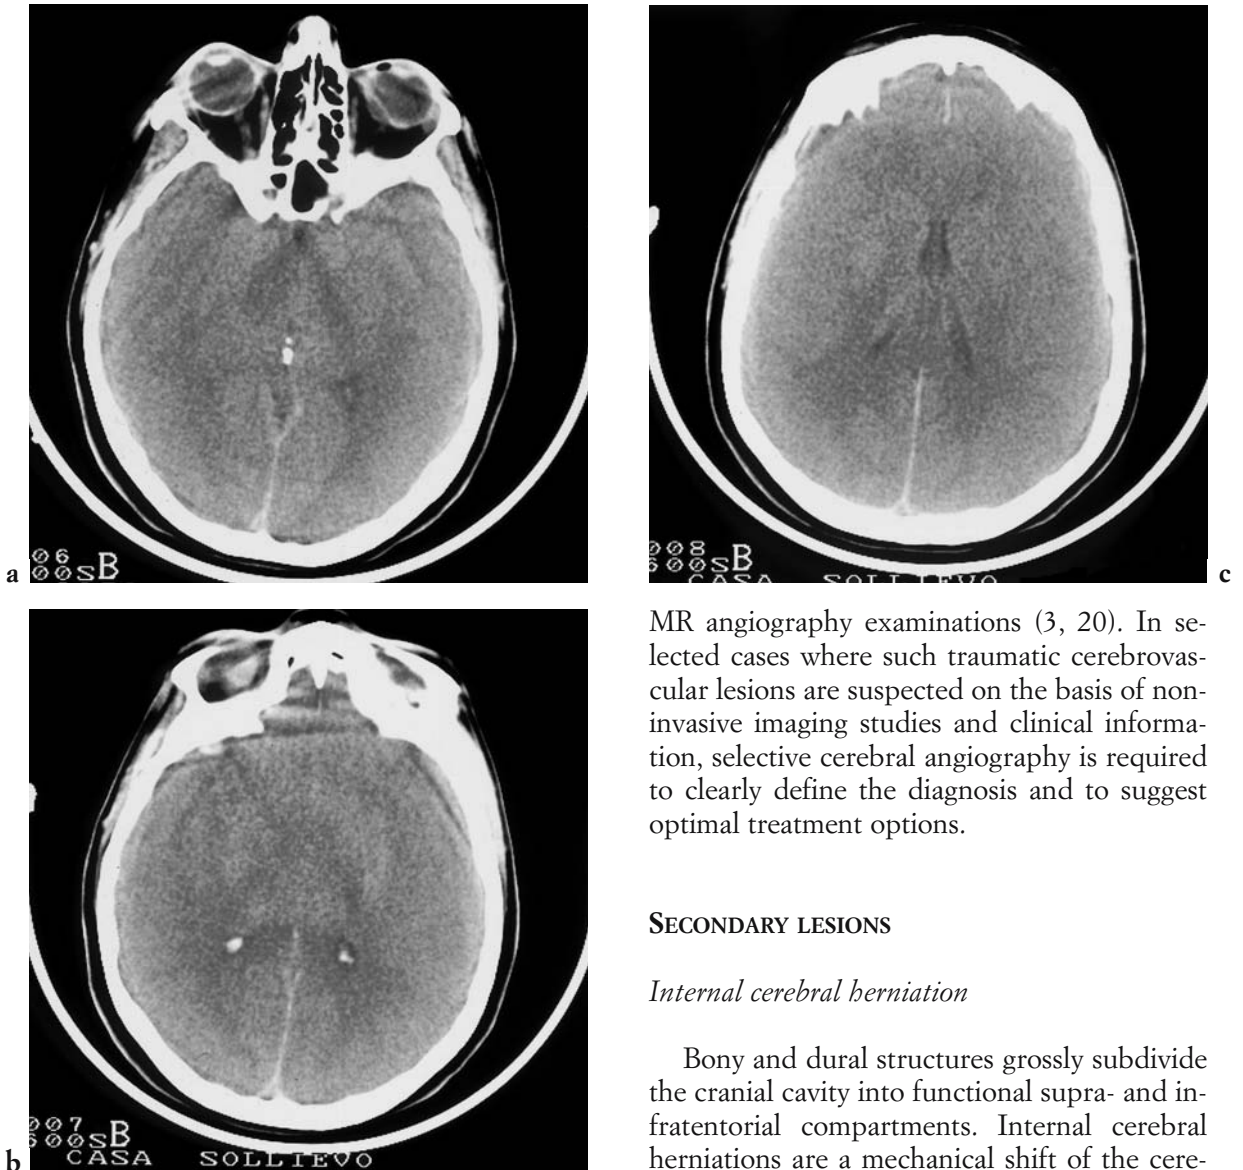 a
06
00sB
c
008
600sB
CASA SOLLIEVO
b
007
600sB
CASA SOLLIEVO
MR angiography examinations (3, 20). In se-
lected cases where such traumatic cerebrovas-
cular lesions are suspected on the basis of non-
invasive imaging studies and clinical informa-
tion, selective cerebral angiography is required
to clearly define the diagnosis and to suggest
optimal treatment options.
SECONDARY LESIONS
Internal cerebral herniation
Bony and dural structures grossly subdivide
the cranial cavity into functional supra- and in-
fratentorial compartments. Internal cerebral
herniations are a mechanical shift of the cere-